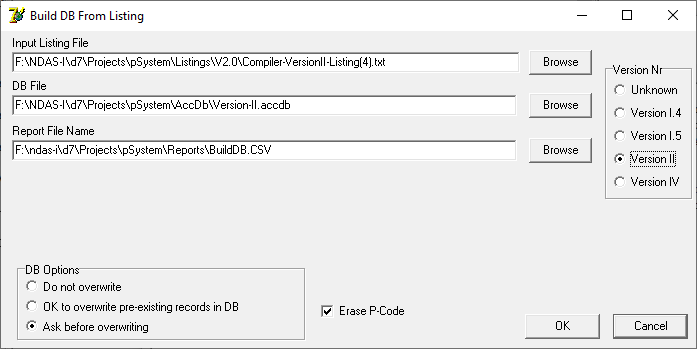 Build DB From Listing
Input Listing File
F:\NDAS-I\d7\Projects\pSystem\Listings\V2.0\Compiler-VersionII-Listing(4).txt
Browse
DB File
F:\NDAS-I\d7\Projects\pSystem\AccDb\Version-II.accdb
Browse
Report File Name
F:\ndas-i\d7\Projects\pSystem\Reports\BuildDB.CSV
Browse
Version Nr
Unknown
Version I.4
Version I.5
Version II
Version IV
DB Options
Do not overwrite
OK to overwrite pre-existing records in DB
Ask before overwriting
Erase P-Code
OK
Cancel